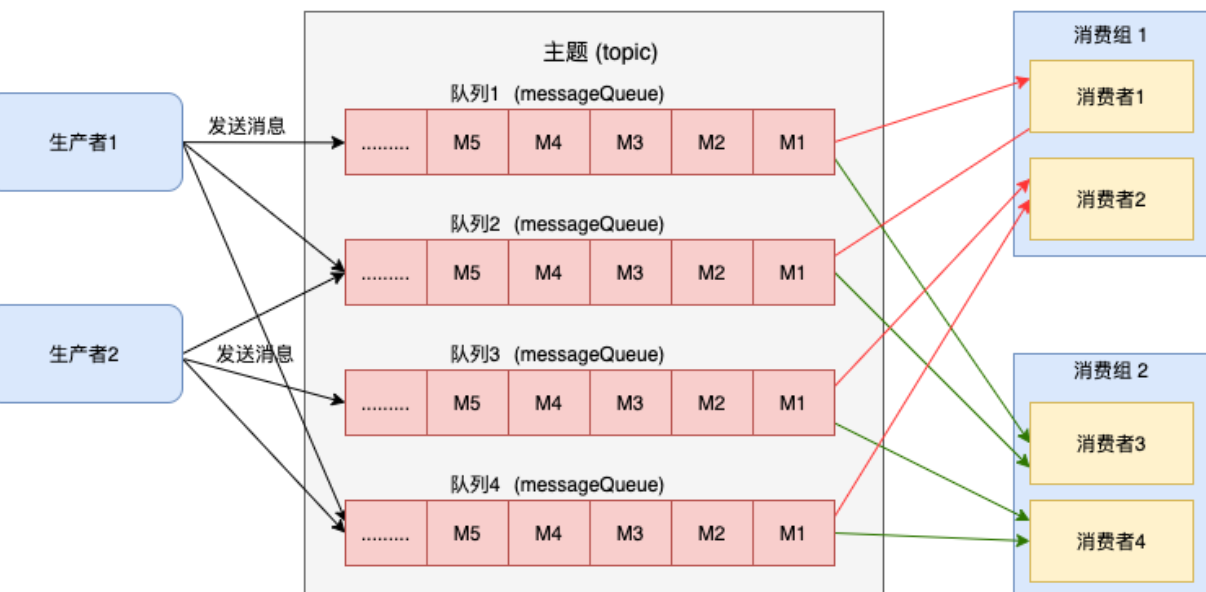 主题 (topic)
消费组 1
队列1 (messageQueue)
消费者1
生产者1
发送消息
......... M5 M4 M3 M2 M1
消费者2
队列2 (messageQueue)
......... M5 M4 M3 M2 M1
生产者2
发送消息
队列3 (messageQueue)
消费组 2
......... M5 M4 M3 M2 M1
消费者3
队列4 (messageQueue)
......... M5 M4 M3 M2 M1
消费者4